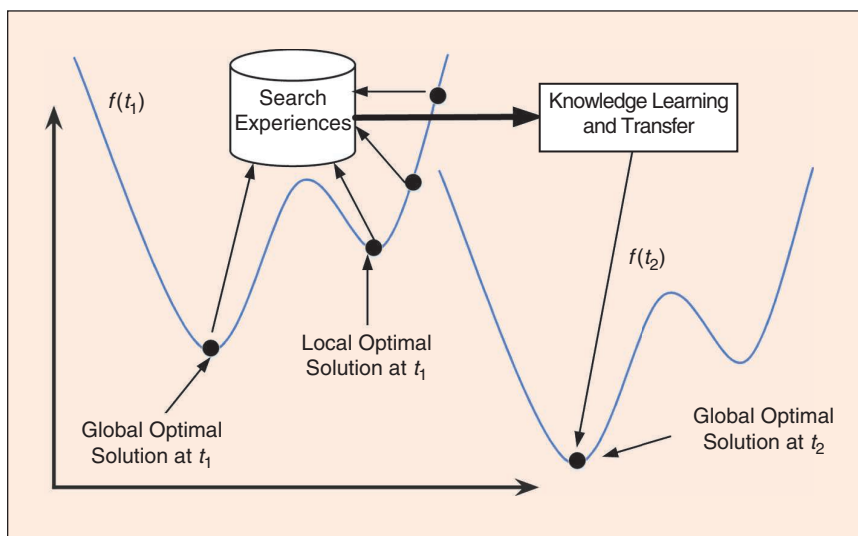 f(t₁)
Search
Experiences
Knowledge Learning
and Transfer
f(t₂)
Local Optimal
Solution at t₁
Global Optimal
Solution at t₁
Global Optimal
Solution at t₂